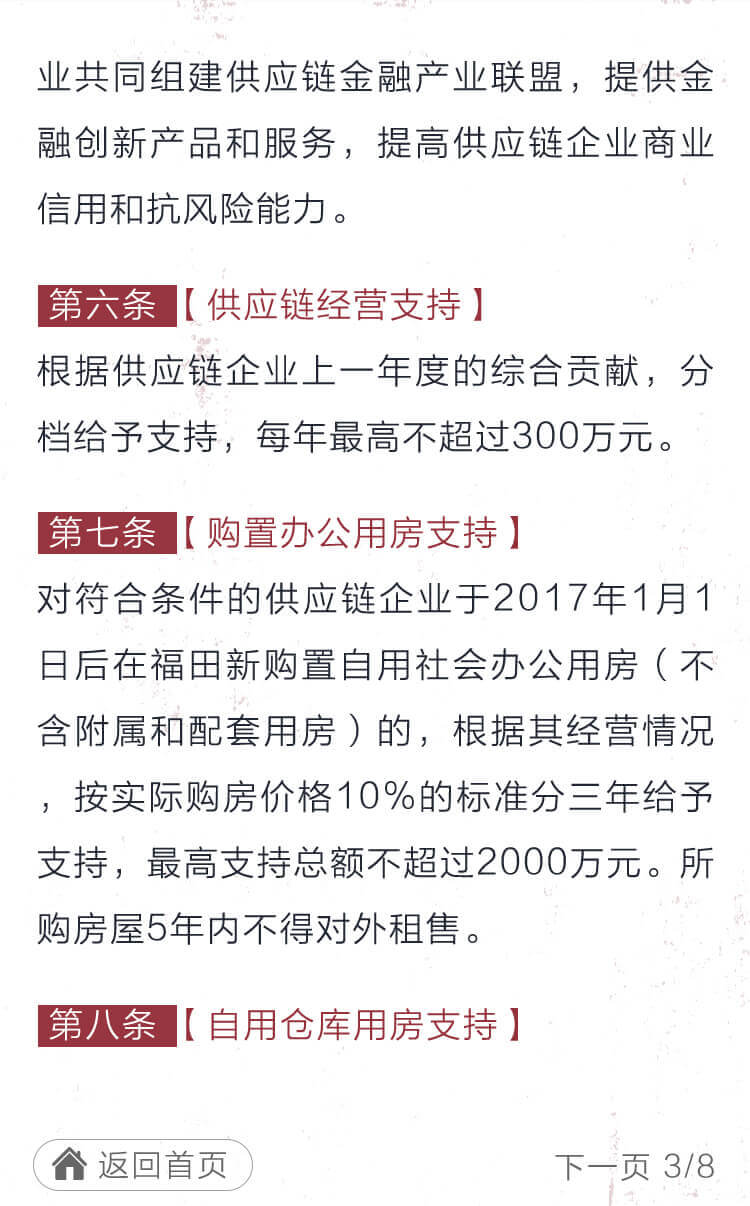 业共同组建供应链金融产业联盟，提供金
融创新产品和服务，提高供应链企业商业
信用和抗风险能力。
第六条【供应链经营支持】
根据供应链企业上一年度的综合贡献，分
档给予支持，每年最高不超过300万元。
第七条【购置办公用房支持】
对符合条件的供应链企业于2017年1月1
日后在福田新购置自用社会办公用房（不
含附属和配套用房）的，根据其经营情况
，按实际购房价格10%的标准分三年给予
支持，最高支持总额不超过2000万元。所
购房屋5年内不得对外租售。
第八条【自用仓库用房支持】
返回首页 下一页 3/8